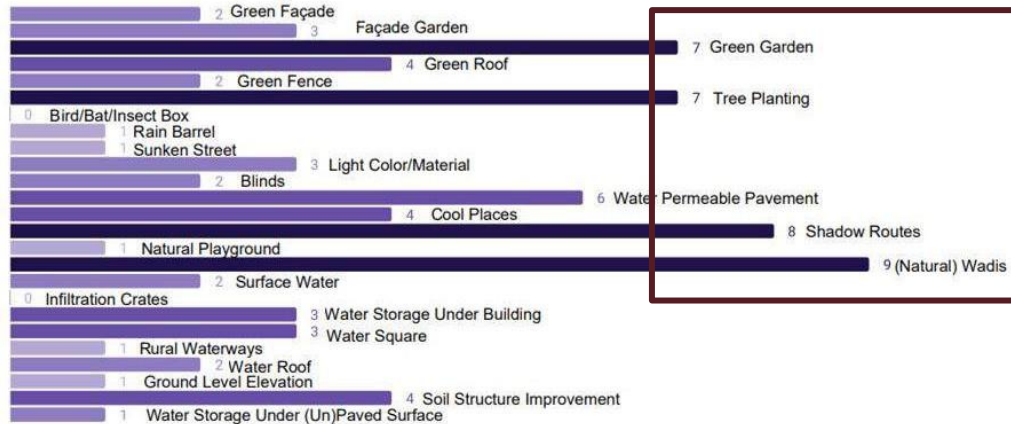 2 Green Façade
3 Façade Garden
7 Green Garden
4 Green Roof
2 Green Fence
7 Tree Planting
0 Bird/Bat/Insect Box
1 Rain Barrel
1 Sunken Street
3 Light Color/Material
2 Blinds
6 Water Permeable Pavement
4 Cool Places
8 Shadow Routes
1 Natural Playground
9 (Natural) Wadis
2 Surface Water
0 Infiltration Crates
3 Water Storage Under Building
3 Water Square
1 Rural Waterways
2 Water Roof
1 Ground Level Elevation
4 Soil Structure Improvement
1 Water Storage Under (Un)Paved Surface